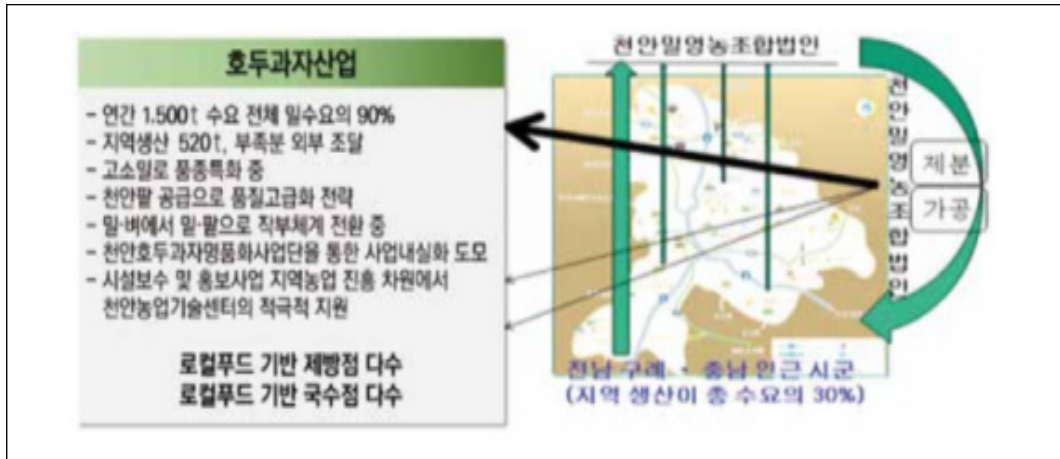 호두과자산업
- 연간 1.500t 수요 전체 밀수요의 90%
- 지역생산 520t, 부족분 외부 조달
- 고소밀로 품종특화 중
- 천안팥 공급으로 품질고급화 전략
- 밀·벼에서 밀·팥으로 작부체계 전환 중
- 천안호두과자명품화사업단을 통한 사업내실화 도모
- 시설보수 및 홍보사업 지역농업 진흥 차원에서
천안농업기술센터의 적극적 지원
로컬푸드 기반 제빵점 다수
로컬푸드 기반 국수점 다수
천안밀영농조합법인
천안밀영농조합법인
제분
가공
전남 구례 · 충남 인근 시군
(지역 생산이 총 수요의 30%)